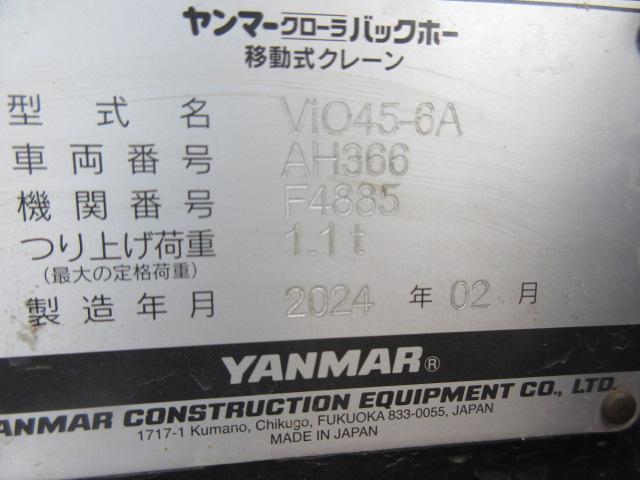 ヤンマークローラバックホー
移動式クレーン
型式名 ViO45-6A
車両番号 AH366
機関番号 F4885
つり上げ荷重 1.1t
(最大の定格荷重)
製造年月 2024 年 02 月
YANMAR®
ANMAR CONSTRUCTION EQUIPMENT CO., LTD.
1717-1 Kumano, Chikugo, FUKUOKA 833-0055, JAPAN
MADE IN JAPAN